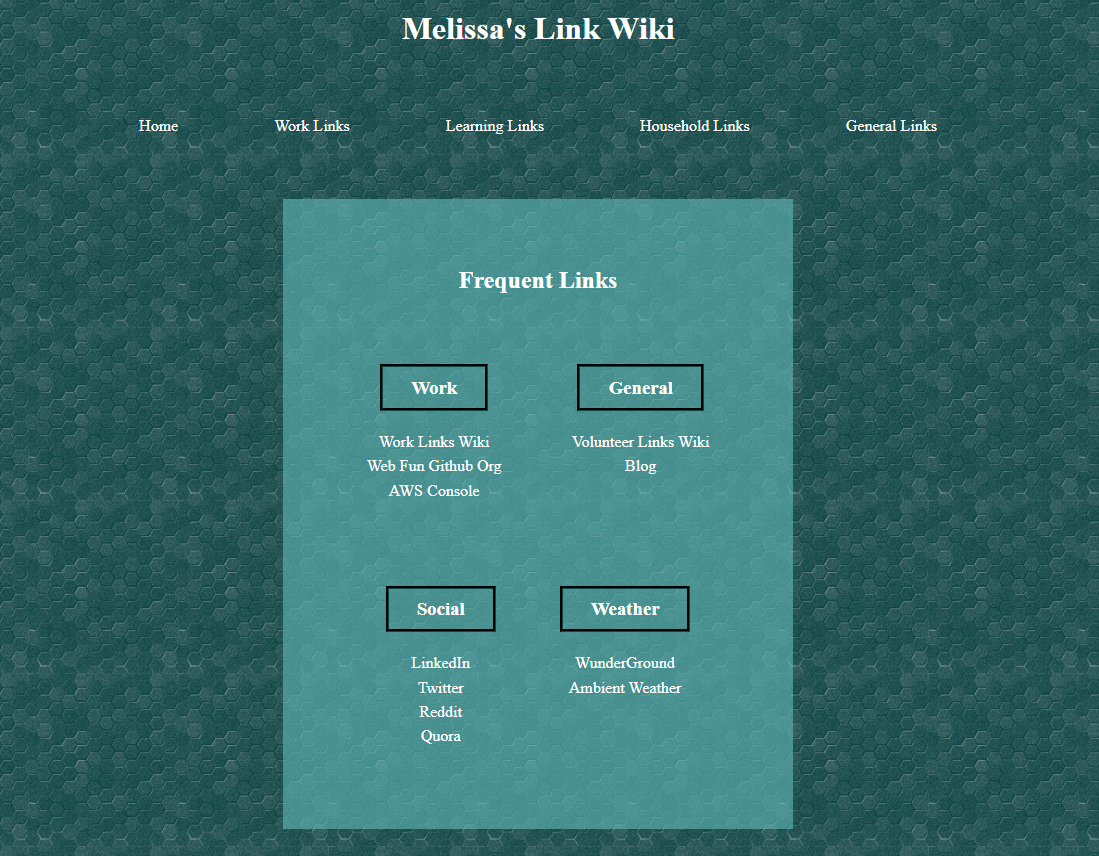 Melissa's Link Wiki
Home Work Links Learning Links Household Links General Links
Frequent Links
Work
Work Links Wiki
Web Fun Github Org
AWS Console
General
Volunteer Links Wiki
Blog
Social
LinkedIn
Twitter
Reddit
Quora
Weather
WunderGround
Ambient Weather